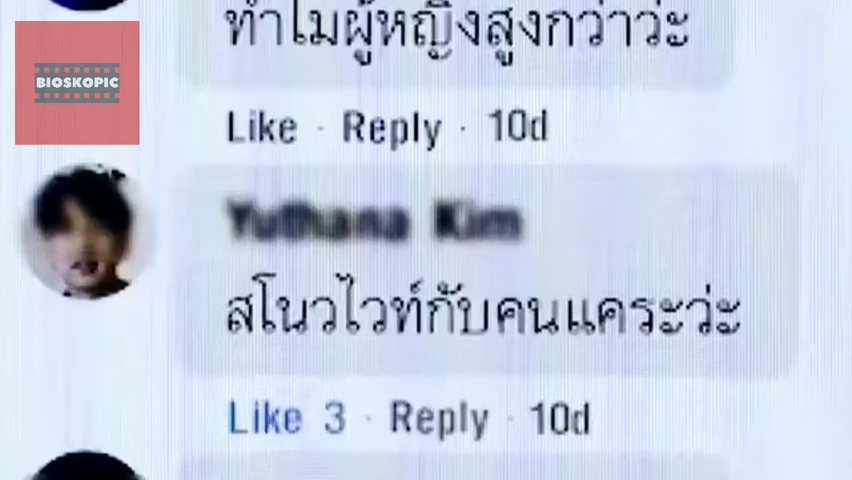 ทำไมผู้หญิงสูงกว่าวะ
BIOSKOPIC
Like · Reply · 10d
Yuthana Kim
สโนวไวท์กับคนแคระว่ะ
Like 3 · Reply · 10d